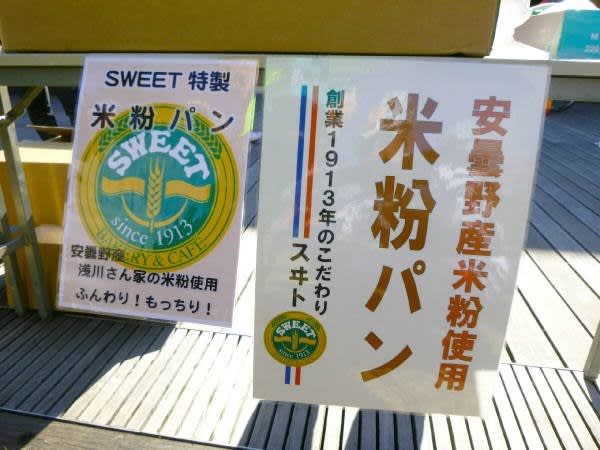 SWEET 特製
米粉パン
SWEET
since 1913
BAKERY & CAFE
安曇野産
浅川さん家の米粉使用
ふんわり！もっちり！
安曇野産米粉使用
米粉パン
創業1913年のこだわり
スヰト
SWEET
since 1913